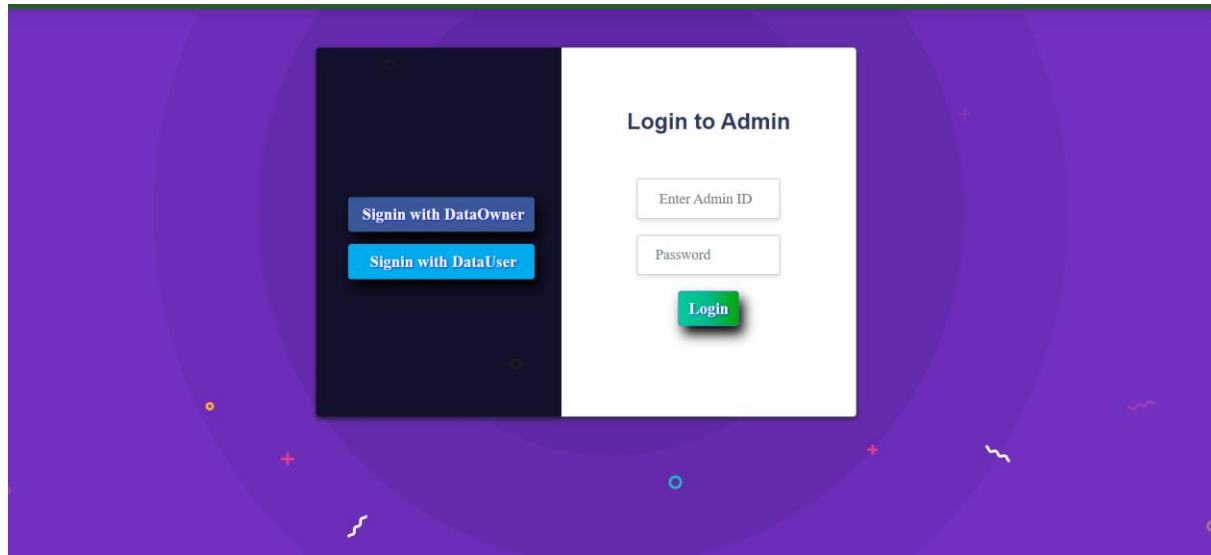 Signin with DataOwner
Signin with DataUser
Login to Admin
Enter Admin ID
Password
Login